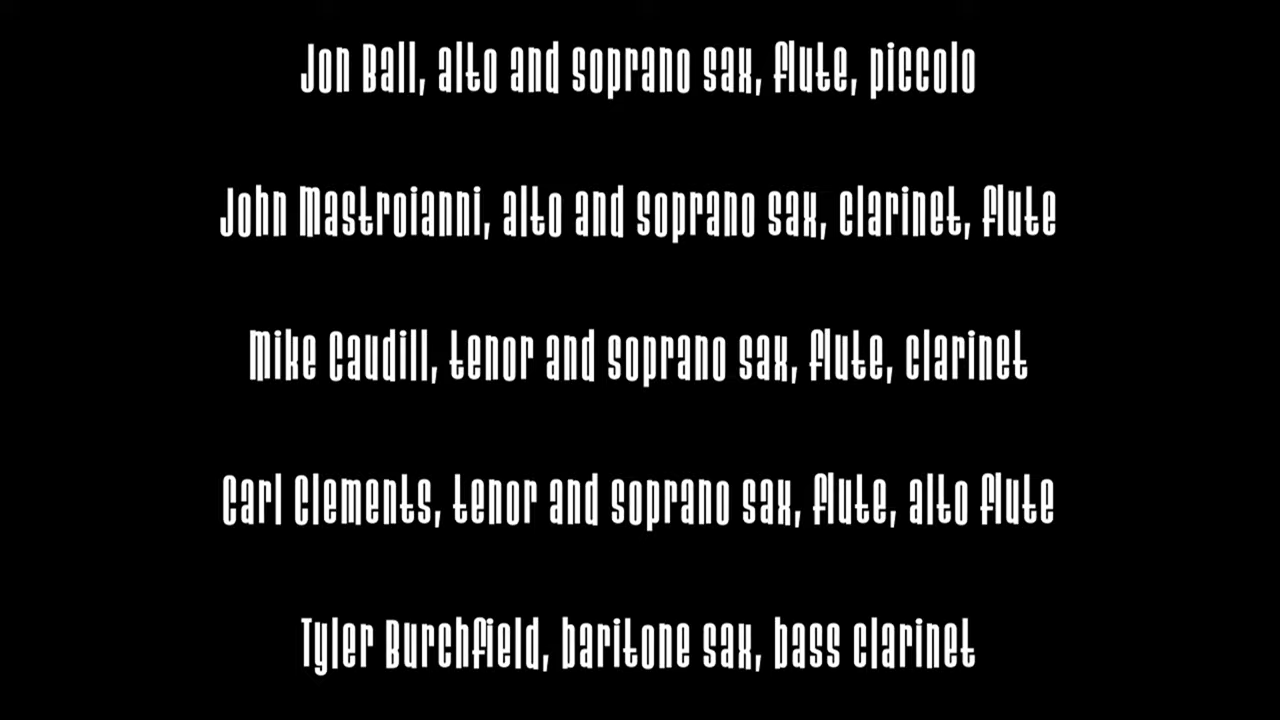 Jon Ball, alto and soprano sax, flute, piccolo
John Mastroianni, alto and soprano sax, clarinet, flute
Mike Caudill, tenor and soprano sax, flute, clarinet
Carl Clements, tenor and soprano sax, flute, alto flute
Tyler Burchfield, baritone sax, bass clarinet